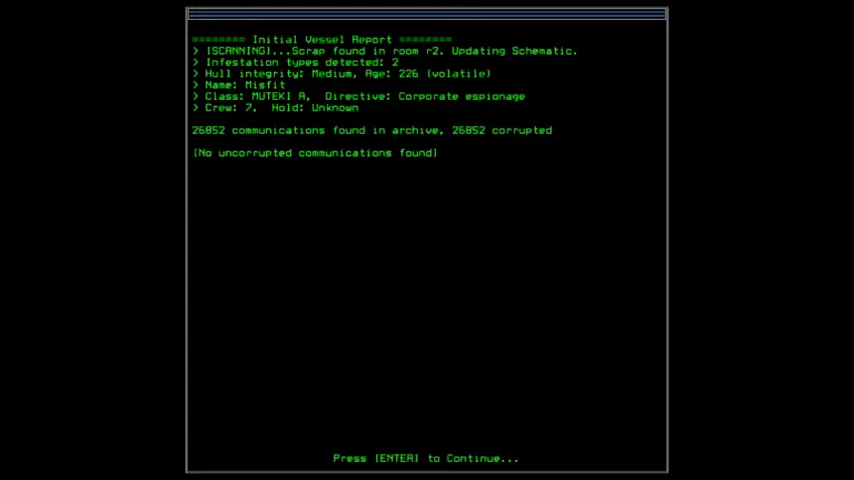 ======== Initial Vessel Report ========
> [SCANNING]...Scrap found in room r2. Updating Schematic.
> Infestation types detected: 2
> Hull integrity: Medium, Age: 226 (volatile)
> Name: Misfit
> Class: MUTEKI A,  Directive: Corporate espionage
> Crew: 7,  Hold: Unknown
26852 communications found in archive, 26852 corrupted
[No uncorrupted communications found]
Press [ENTER] to Continue...